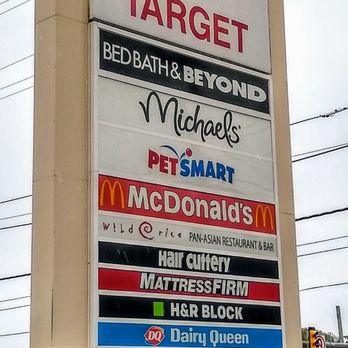 TARGET
BED BATH & BEYOND
Michaels
PETSMART
McDonald's
wild rice PAN-ASIAN RESTAURANT & BAR
Hair Cuttery
MATTRESSFIRM
H&R BLOCK
DQ Dairy Queen